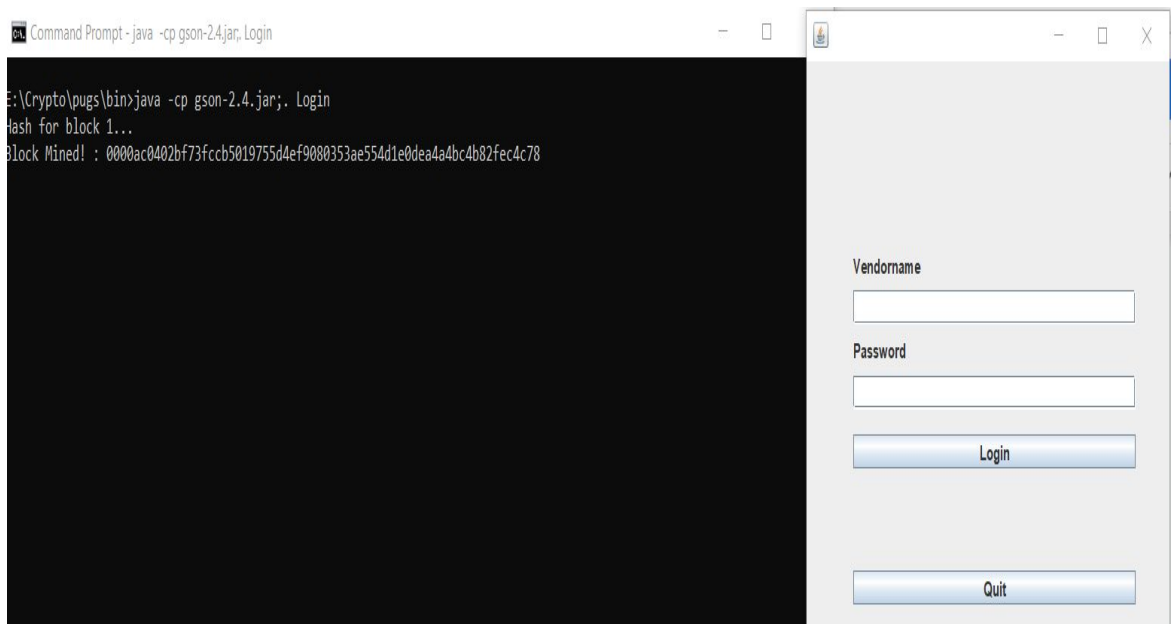 Command Prompt - java -cp gson-2.4.jar;. Login
E:\Crypto\pugs\bin>java -cp gson-2.4.jar;. Login
Hash for block 1...
Block Mined! : 0000ac0402bf73fccb5019755d4ef9080353ae554d1e0dea4a4bc4b82fec4c78
Vendorname
Password
Login
Quit